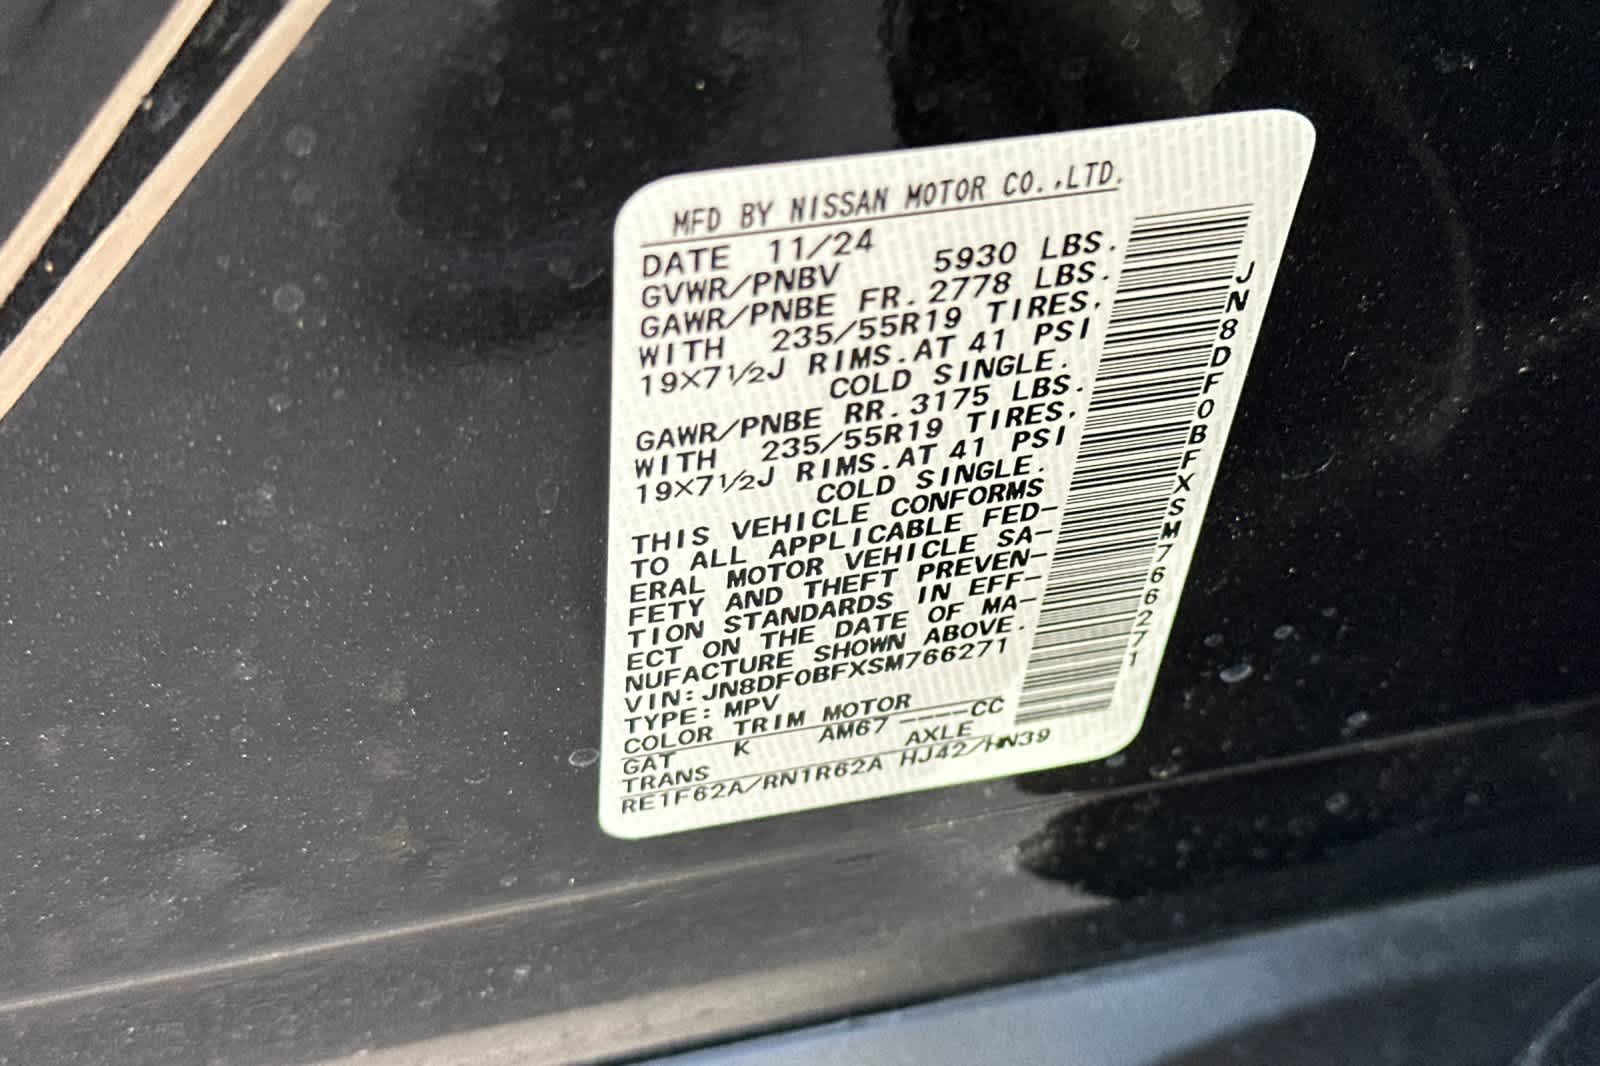 MFD BY NISSAN MOTOR CO.,LTD.
DATE 11/24
GVWR/PNBV 5930 LBS.
GAWR/PNBE FR. 2778 LBS.
WITH 235/55R19 TIRES,
19X7 1/2J RIMS.AT 41 PSI
COLD SINGLE.
GAWR/PNBE RR. 3175 LBS.
WITH 235/55R19 TIRES,
19X7 1/2J RIMS.AT 41 PSI
COLD SINGLE.
THIS VEHICLE CONFORMS
TO ALL APPLICABLE FED-
ERAL MOTOR VEHICLE SA-
FETY AND THEFT PREVEN-
TION STANDARDS IN EFF-
ECT ON THE DATE OF MA-
NUFACTURE SHOWN ABOVE.
VIN: JN8DF0BFXSM766271
TYPE: MPV
COLOR TRIM MOTOR
GAT K AM67 ----CC
TRANS AXLE
RE1F62A/RN1R62A HJ42/HN39
JN8DF0BFXSM766271